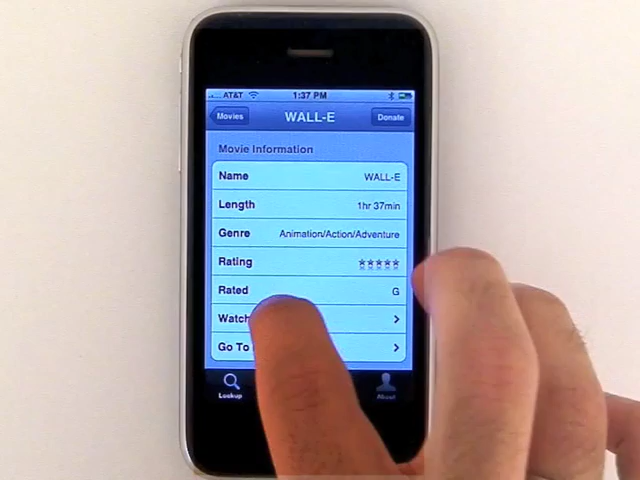 AT&T 1:37 PM
Movies WALL-E Donate
Movie Information
Name WALL-E
Length 1hr 37min
Genre Animation/Action/Adventure
Rating ★★★★★
Rated G
Watch
Go To
Lookup About